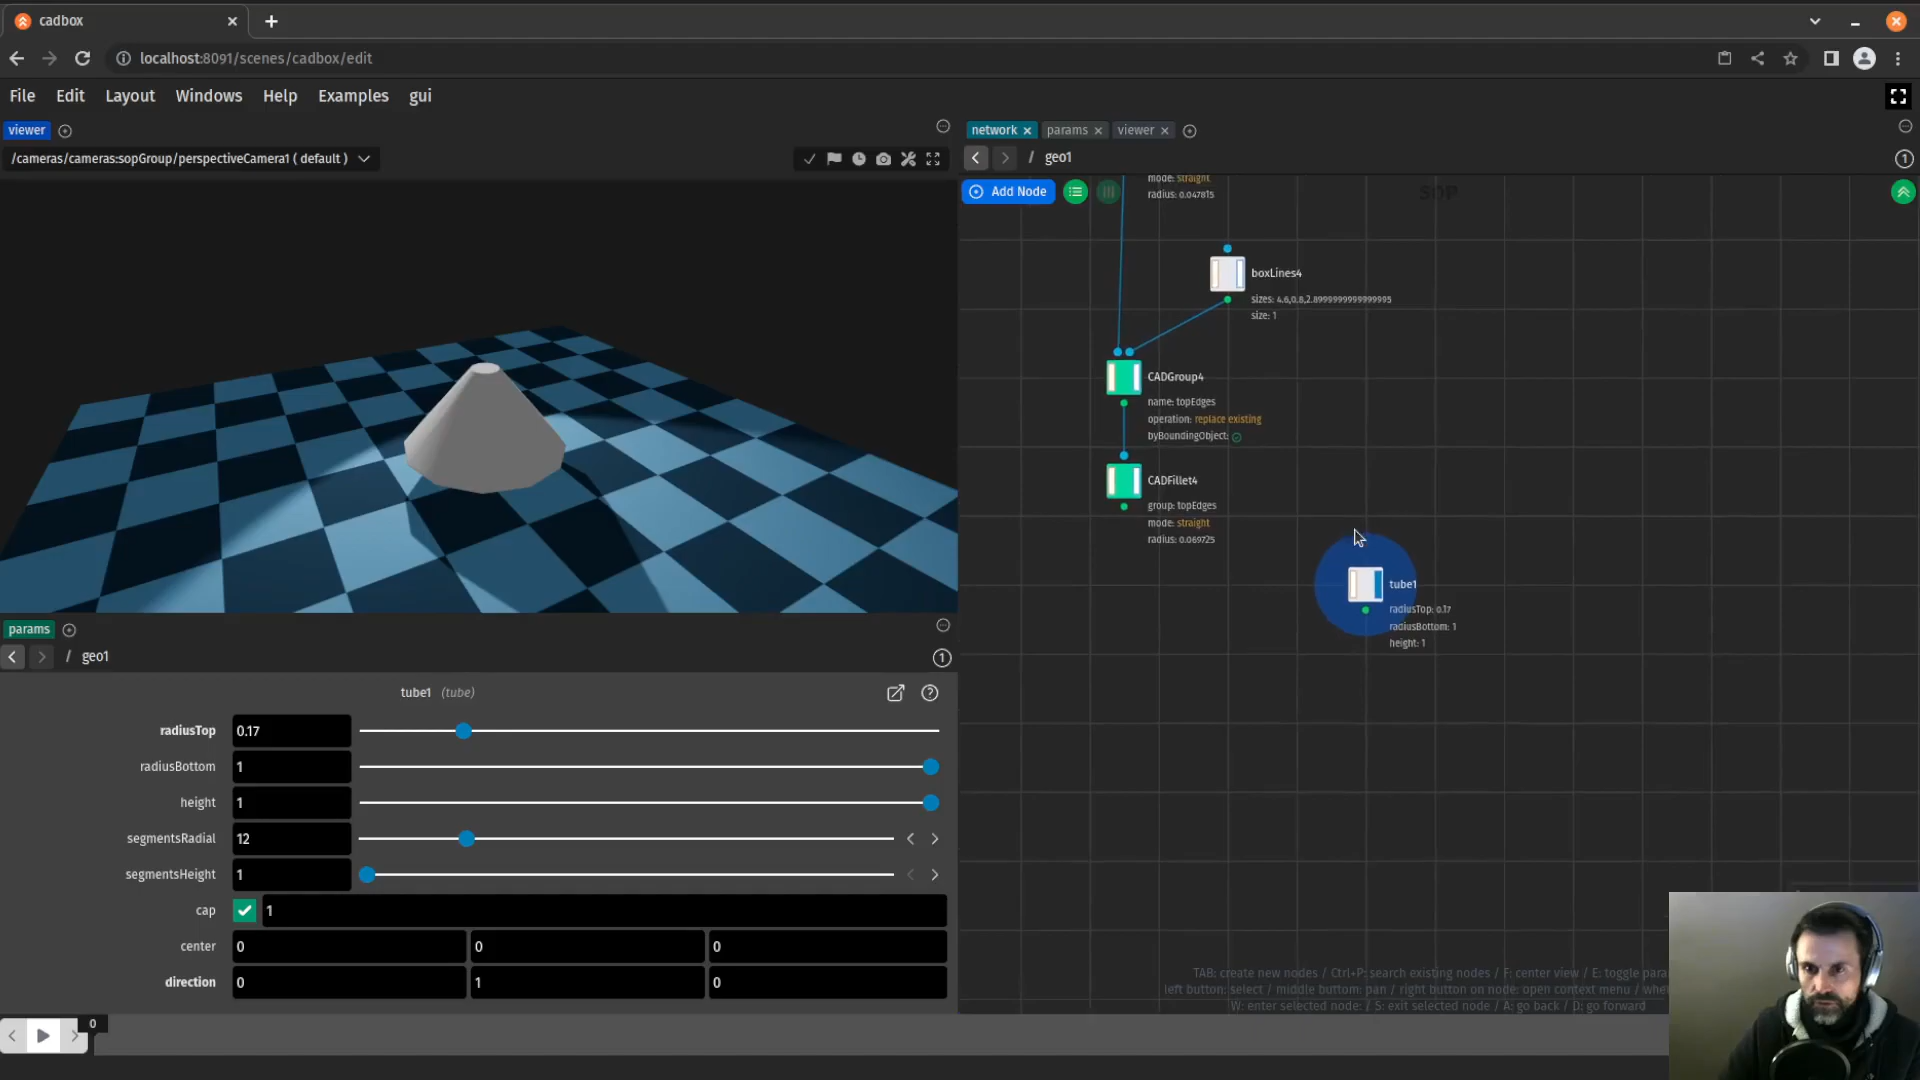 cadbox
localhost:8091/scenes/cadbox/edit
File Edit Layout Windows Help Examples gui
viewer
/cameras/cameras:sopGroup/perspectiveCamera1 ( default )
network params viewer
/ geo1
1
Add Node
SOP
mode: straight
radius: 0.047815
boxLines4
sizes: 4.6,0.8,2.8999999999999995
size: 1
CADGroup4
name: topEdges
operation: replace existing
byBoundingObject:
CADFillet4
group: topEdges
mode: straight
radius: 0.069725
tube1
radiusTop: 0.17
radiusBottom: 1
height: 1
TAB: create new nodes / Ctrl+P: search existing nodes / F: center view / E: toggle para
left button: select / middle buttom: pan / right button on node: open context menu / whe
W: enter selected node: / S: exit selected node / A: go back / D: go forward
params
/ geo1
1
tube1 (tube)
radiusTop 0.17
radiusBottom 1
height 1
segmentsRadial 12
segmentsHeight 1
cap 1
center 0 0 0
direction 0 1 0
0